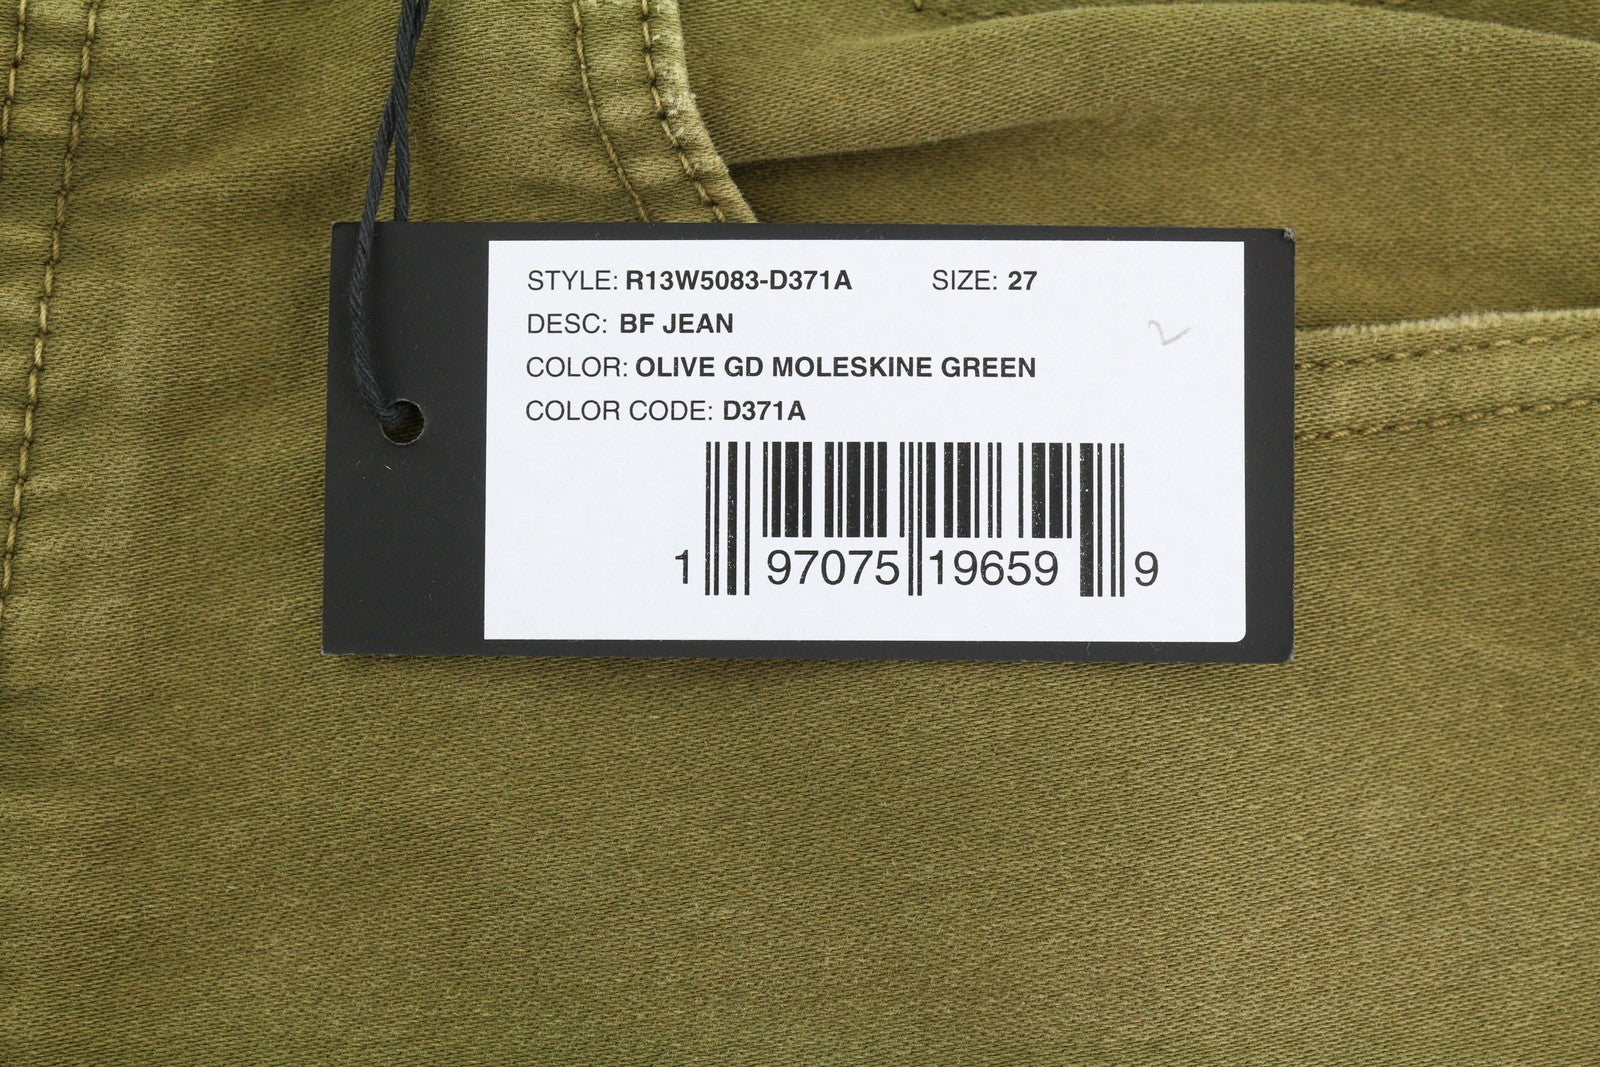 STYLE: R13W5083-D371A SIZE: 27
DESC: BF JEAN
COLOR: OLIVE GD MOLESKINE GREEN
COLOR CODE: D371A
1 97075 19659 9